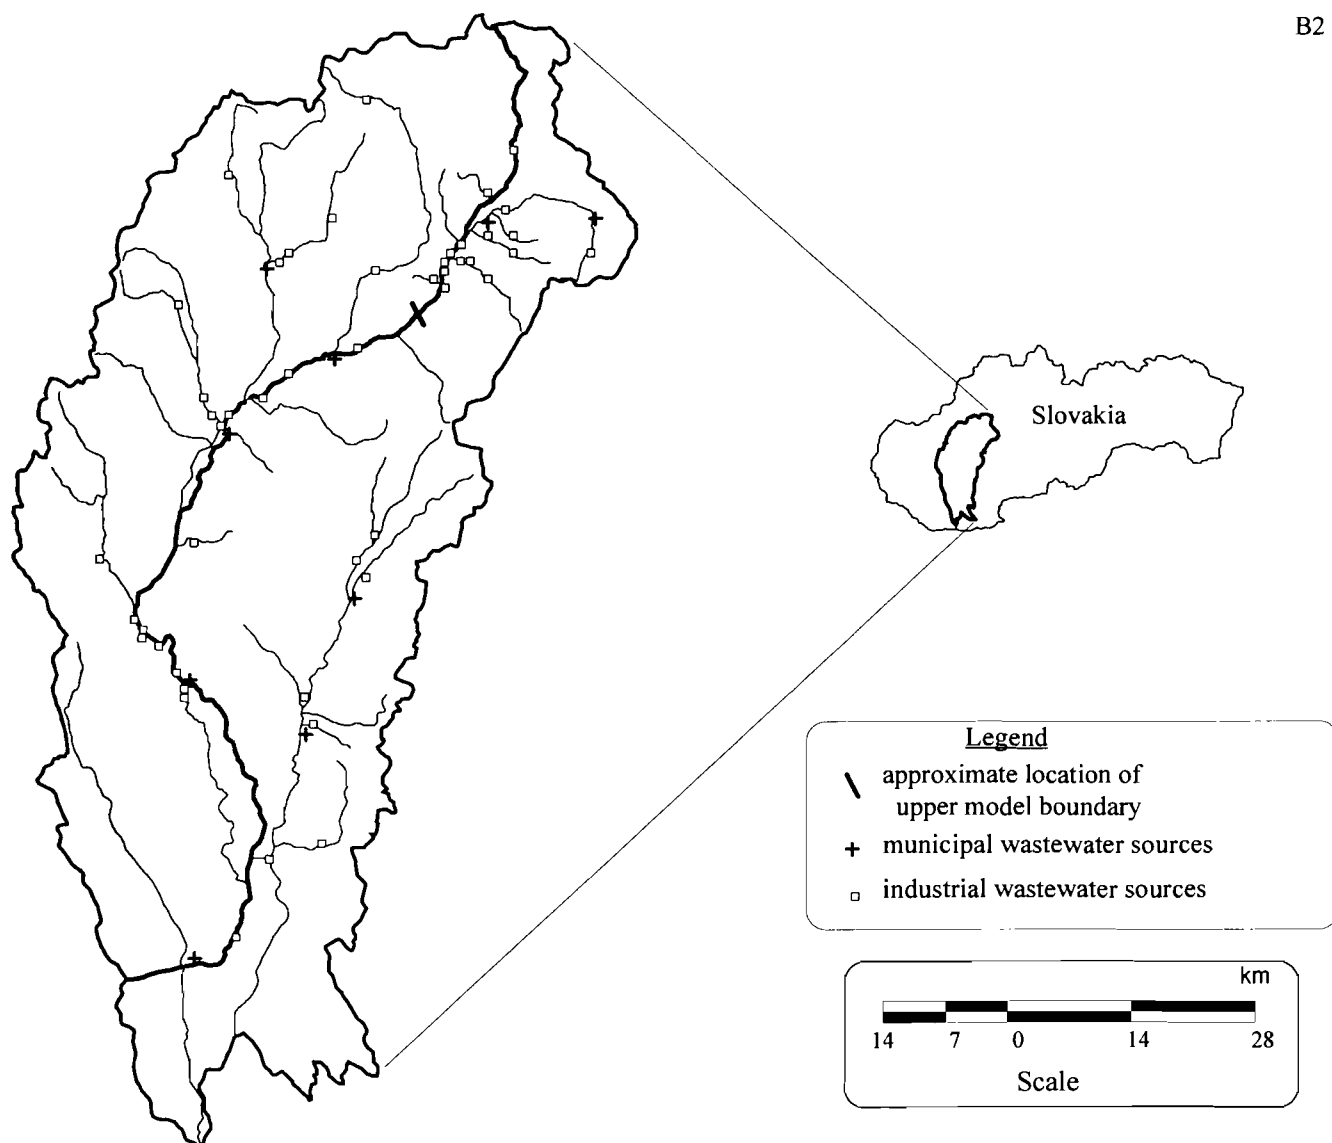 B2
Slovakia
Legend
approximate location of
upper model boundary
municipal wastewater sources
industrial wastewater sources
km
14 7 0 14 28
Scale